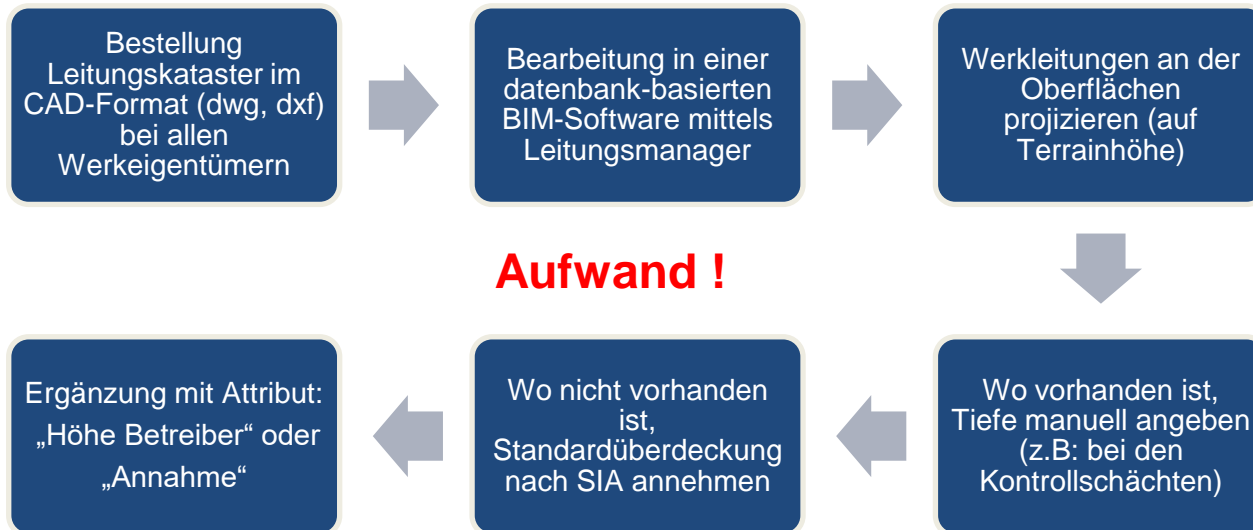 Bestellung
Leitungskataster im
CAD-Format (dwg, dxf)
bei allen
Werkeigentümern
Bearbeitung in einer
datenbank-basierten
BIM-Software mittels
Leitungsmanager
Werkleitungen an der
Oberflächen
projizieren (auf
Terrainhöhe)
Aufwand !
Wo vorhanden ist,
Tiefe manuell angeben
(z.B: bei den
Kontrollschächten)
Wo nicht vorhanden
ist,
Standardüberdeckung
nach SIA annehmen
Ergänzung mit Attribut:
„Höhe Betreiber“ oder
„Annahme“